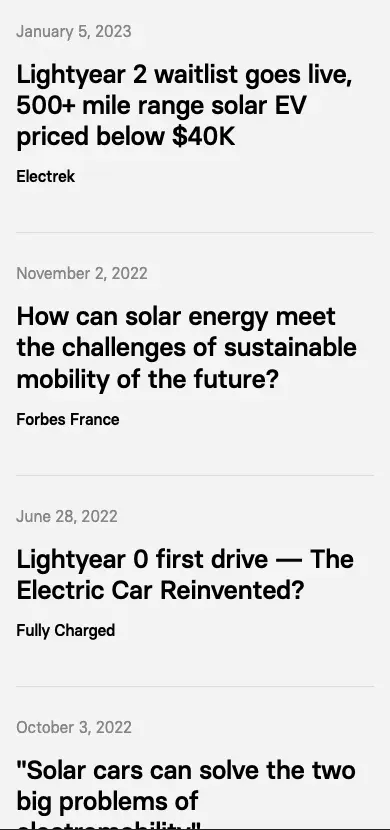 January 5, 2023
Lightyear 2 waitlist goes live,
500+ mile range solar EV
priced below $40K
Electrek
November 2, 2022
How can solar energy meet
the challenges of sustainable
mobility of the future?
Forbes France
June 28, 2022
Lightyear 0 first drive — The
Electric Car Reinvented?
Fully Charged
October 3, 2022
"Solar cars can solve the two
big problems of
electromobility"